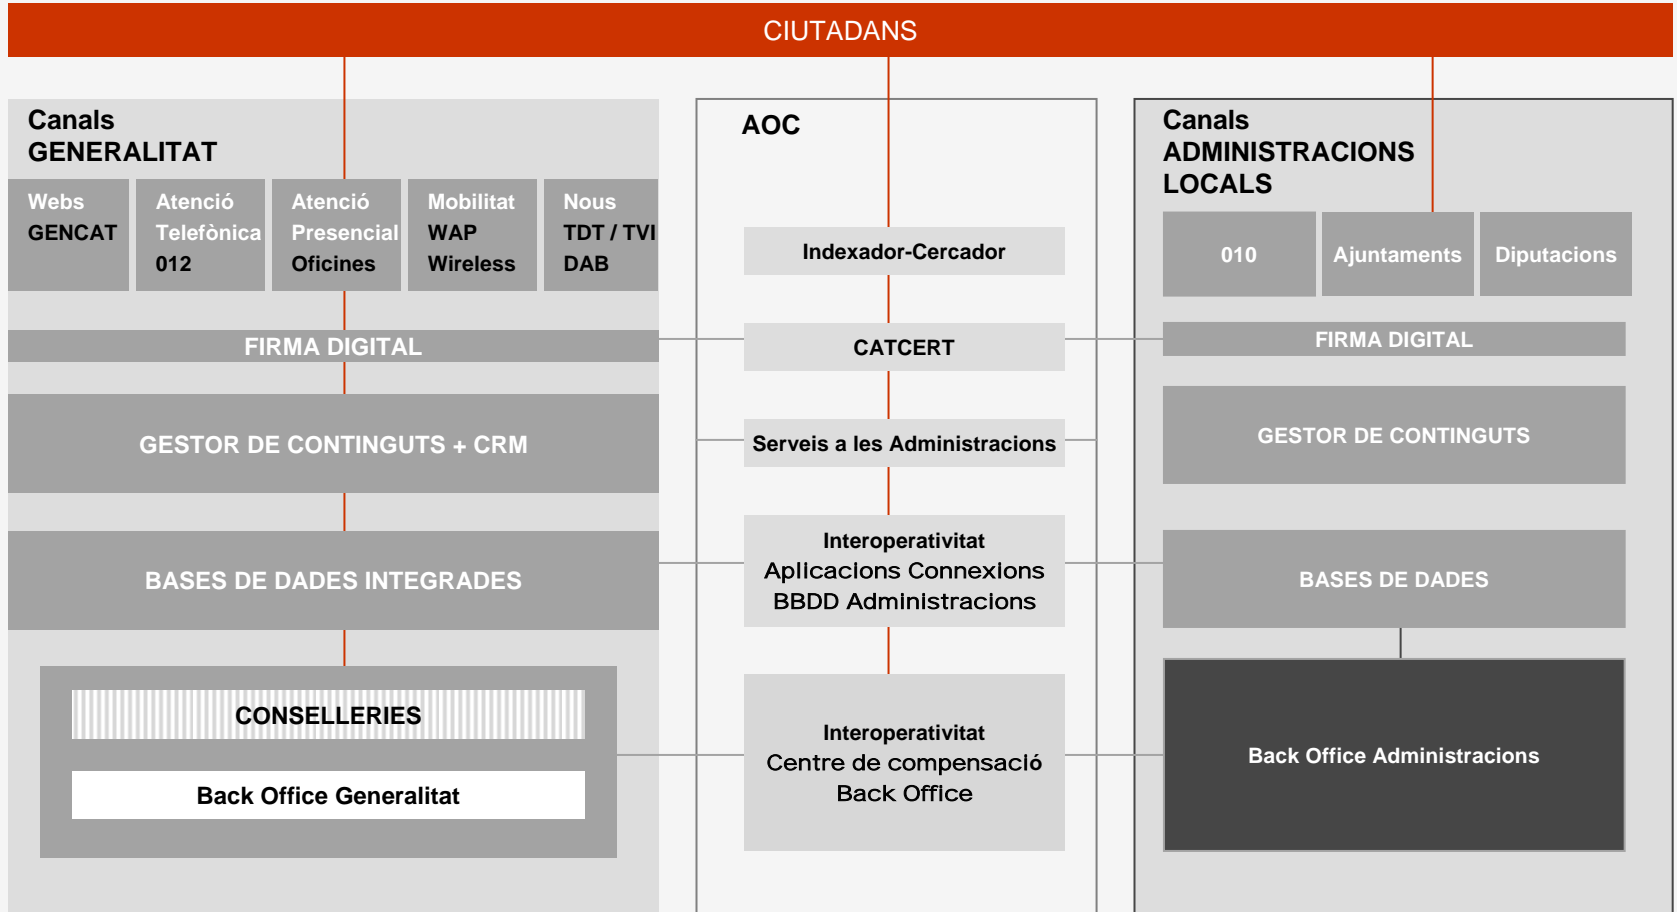 CIUTADANS
Canals
GENERALITAT
Webs
GENCAT
Atenció
Telefònica
012
Atenció
Presencial
Oficines
Mobilitat
WAP
Wireless
Nous
TDT / TVI
DAB
FIRMA DIGITAL
GESTOR DE CONTINGUTS + CRM
BASES DE DADES INTEGRADES
CONSELLERIES
Back Office Generalitat
AOC
Indexador-Cercador
CATCERT
Serveis a les Administracions
Interoperativitat
Aplicacions Connexions
BBDD Administracions
Interoperativitat
Centre de compensació
Back Office
Canals
ADMINISTRACIONS
LOCALS
010
Ajuntaments
Diputacions
FIRMA DIGITAL
GESTOR DE CONTINGUTS
BASES DE DADES
Back Office Administracions